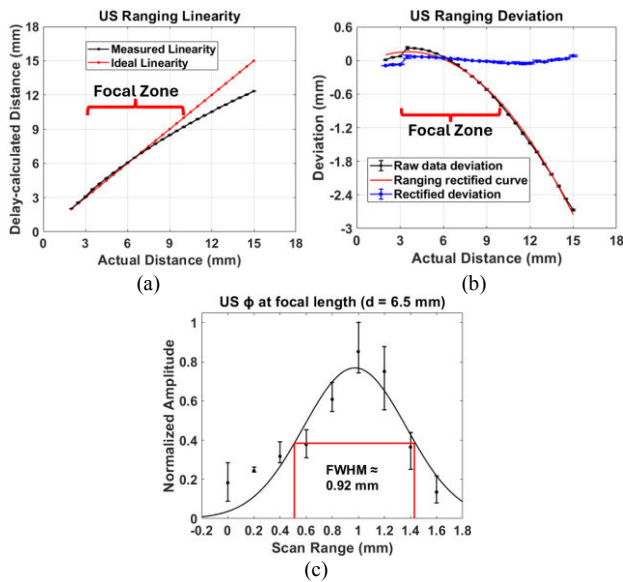 US Ranging Linearity
Delay-calculated Distance (mm)
18
15
12
9
6
3
0
Measured Linearity
Ideal Linearity
Focal Zone
0 3 6 9 12 15 18
Actual Distance (mm)
(a)
US Ranging Deviation
Deviation (mm)
0.6
0
-0.6
-1.2
-1.8
-2.4
-3
Focal Zone
Raw data deviation
Ranging rectified curve
Rectified deviation
0 3 6 9 12 15 18
Actual Distance (mm)
(b)
US ϕ at focal length (d = 6.5 mm)
Normalized Amplitude
1
0.8
0.6
0.4
0.2
0
FWHM ≈
0.92 mm
-0.2 0 0.2 0.4 0.6 0.8 1 1.2 1.4 1.6 1.8
Scan Range (mm)
(c)